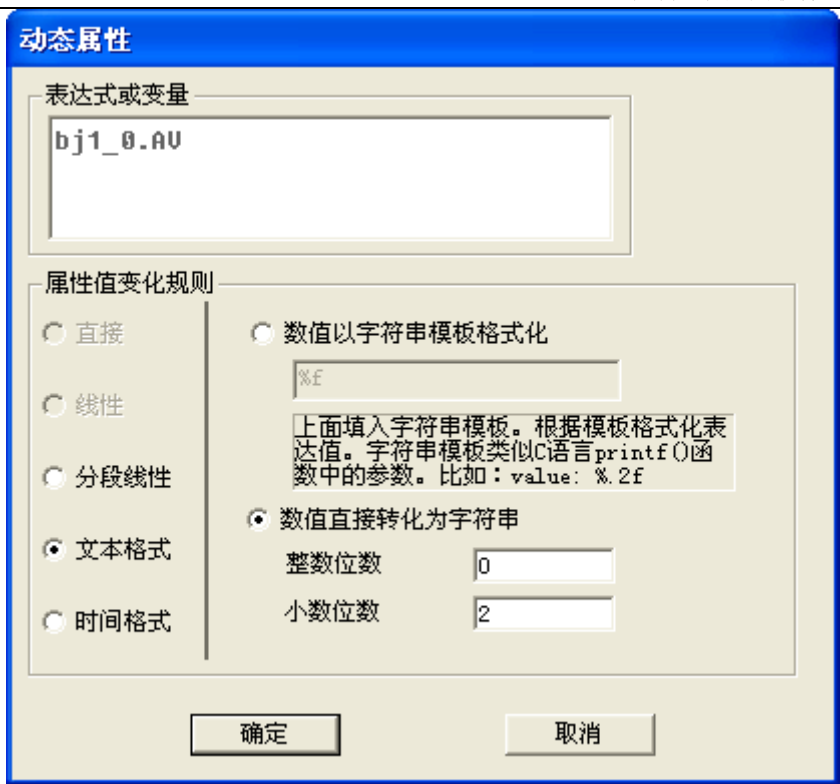 动态属性
表达式或变量
bj1_0.AV
属性值变化规则
直接
数值以字符串模板格式化
%f
线性
上面填入字符串模板。根据模板格式化表
达值。字符串模板类似C语言printf()函
数中的参数。比如：value: %.2f
分段线性
数值直接转化为字符串
文本格式
整数位数
0
小数位数
2
时间格式
确定
取消